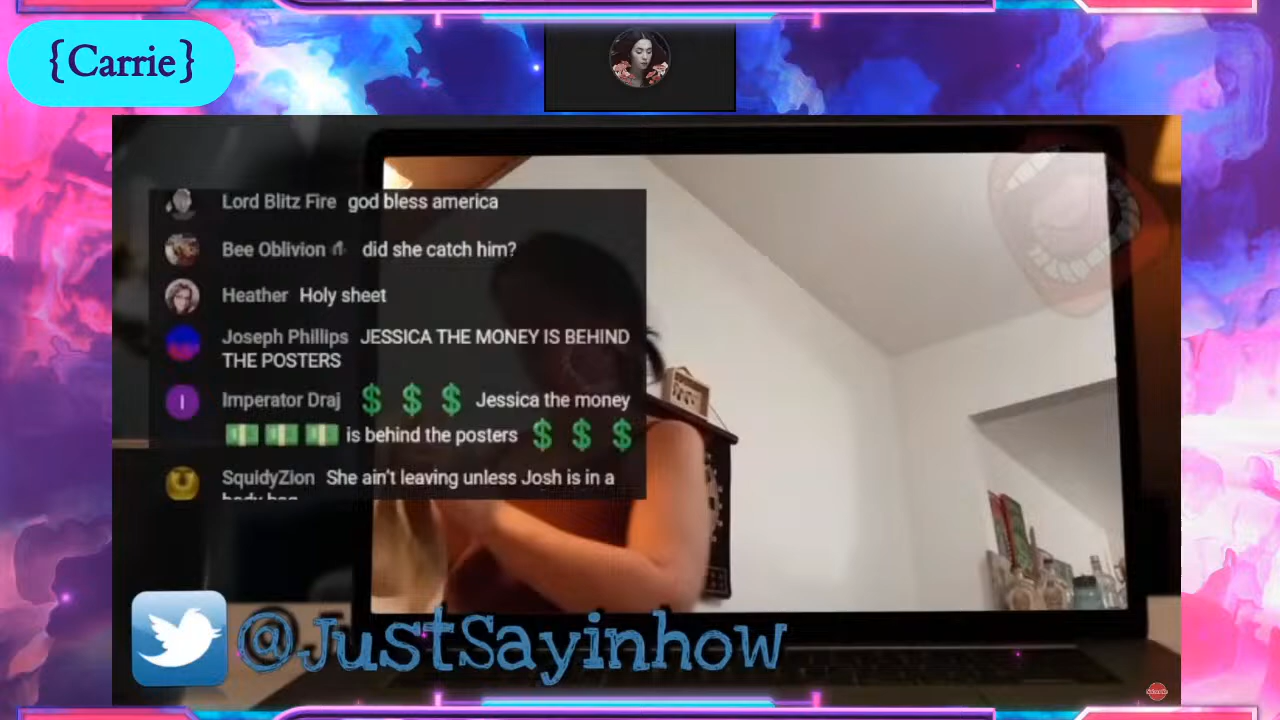 {Carrie}
Lord Blitz Fire god bless america
Bee Oblivion did she catch him?
Heather Holy sheet
Joseph Phillips JESSICA THE MONEY IS BEHIND
THE POSTERS
Imperator Draj 💲 💲 💲 Jessica the money
💵 💵 💵 is behind the posters 💲 💲 💲
SquidyZion She ain't leaving unless Josh is in a
body bag
@JustSayinhow